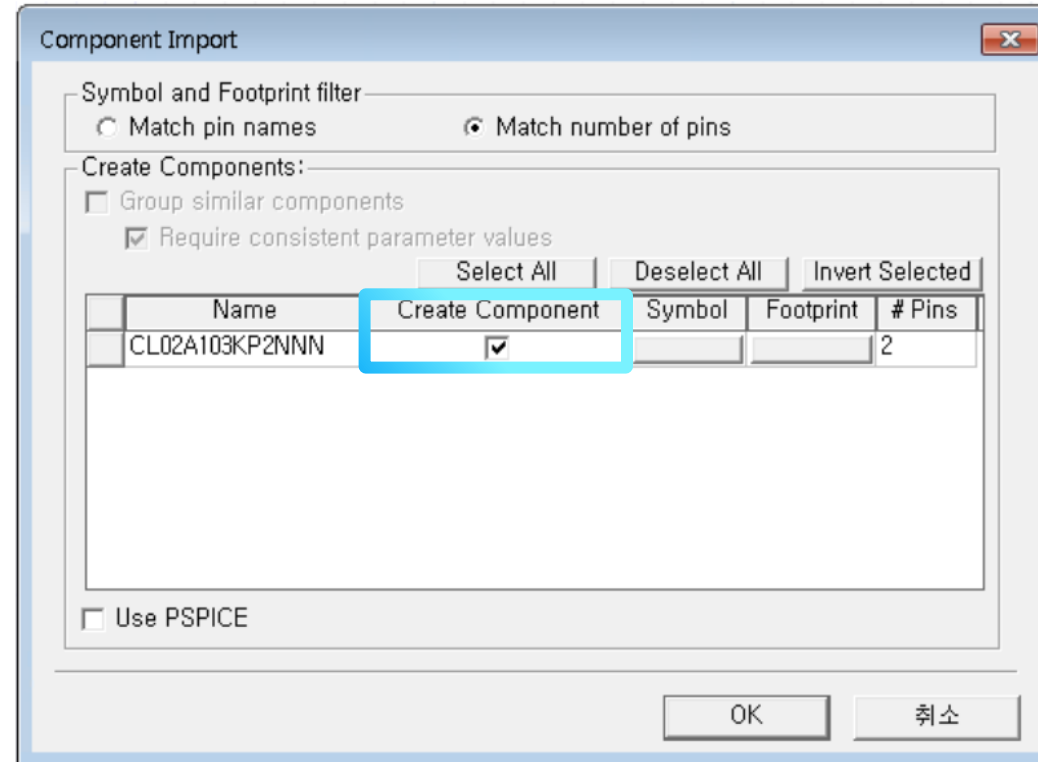 Component Import
Symbol and Footprint filter
Match pin names Match number of pins
Create Components:
Group similar components
Require consistent parameter values
Select All Deselect All Invert Selected
Name Create Component Symbol Footprint # Pins
CL02A103KP2NNN 2
Use PSPICE
OK 취소